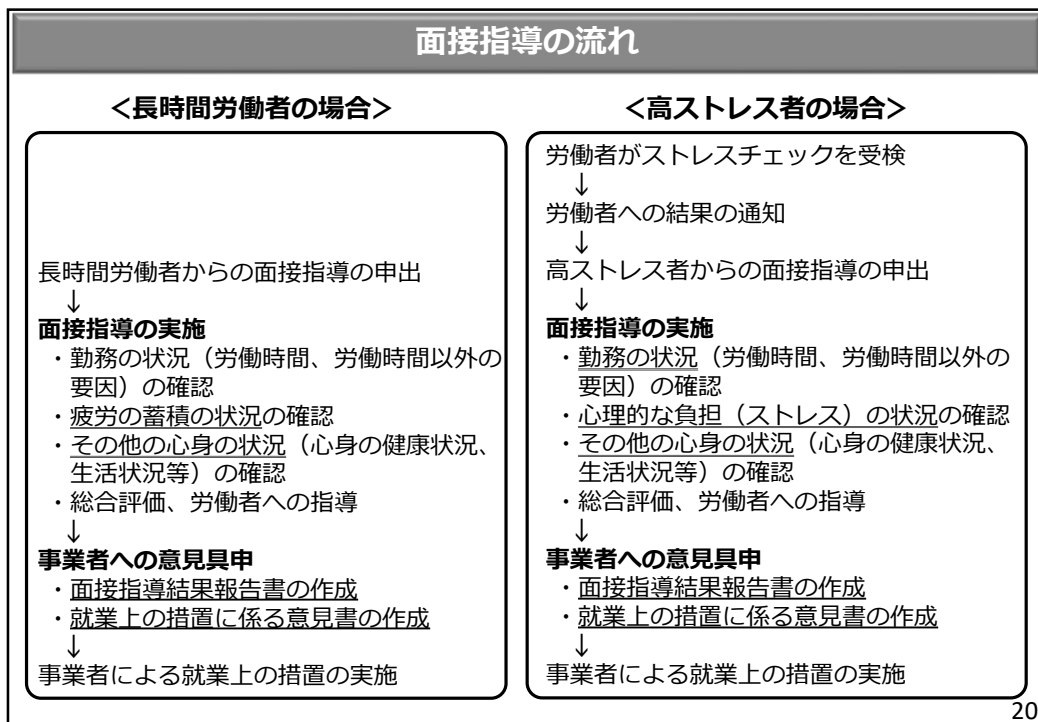 面接指導の流れ
＜長時間労働者の場合＞
長時間労働者からの面接指導の申出
↓
面接指導の実施
・勤務の状況（労働時間、労働時間以外の
要因）の確認
・疲労の蓄積の状況の確認
・その他の心身の状況（心身の健康状況、
生活状況等）の確認
・総合評価、労働者への指導
↓
事業者への意見具申
・面接指導結果報告書の作成
・就業上の措置に係る意見書の作成
↓
事業者による就業上の措置の実施
＜高ストレス者の場合＞
労働者がストレスチェックを受検
↓
労働者への結果の通知
↓
高ストレス者からの面接指導の申出
↓
面接指導の実施
・勤務の状況（労働時間、労働時間以外の
要因）の確認
・心理的な負担（ストレス）の状況の確認
・その他の心身の状況（心身の健康状況、
生活状況等）の確認
・総合評価、労働者への指導
↓
事業者への意見具申
・面接指導結果報告書の作成
・就業上の措置に係る意見書の作成
↓
事業者による就業上の措置の実施
20